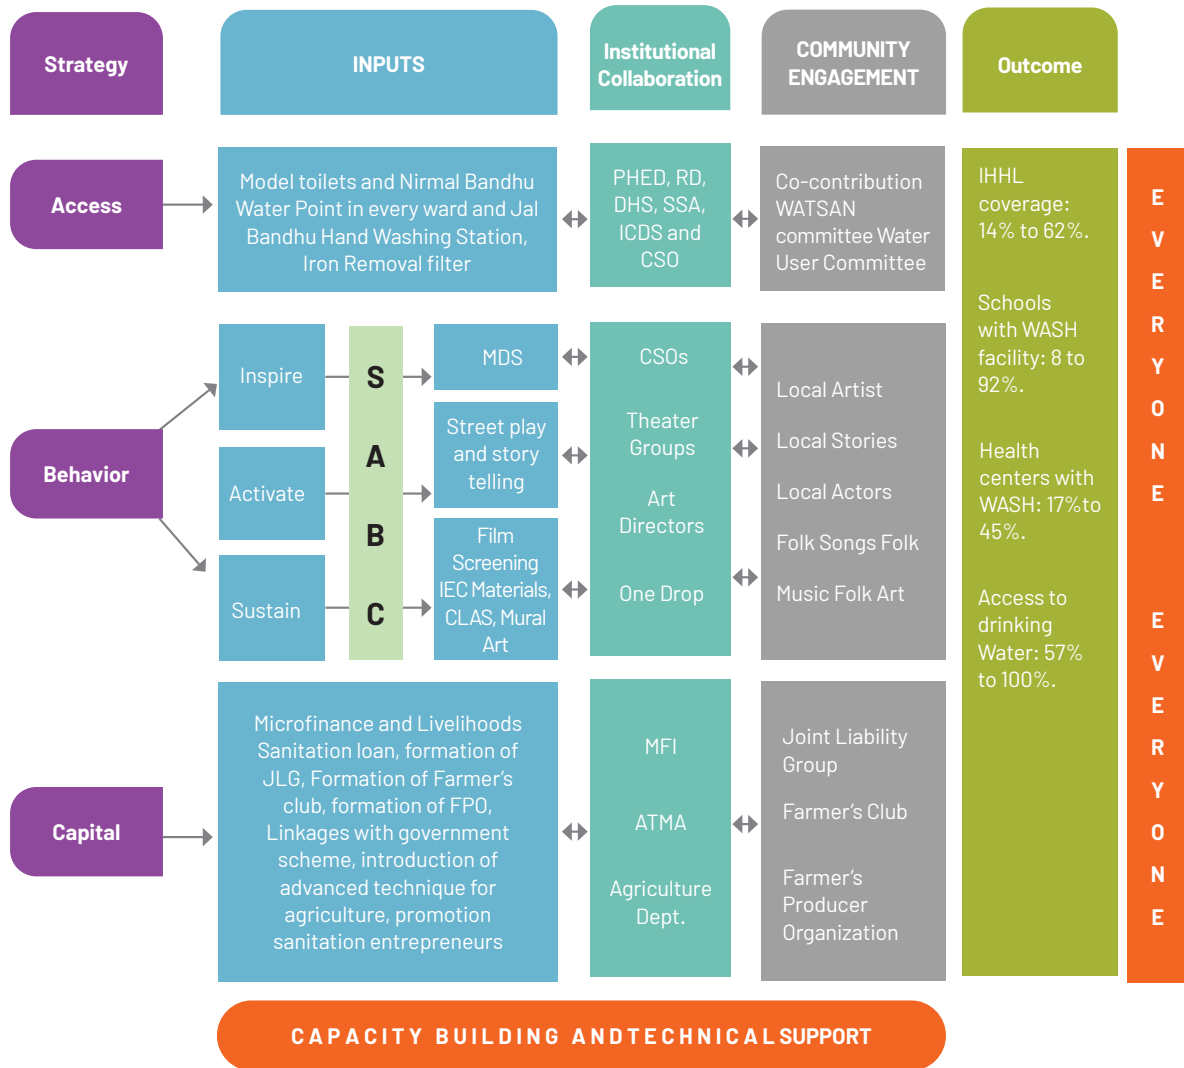 Strategy
INPUTS
Institutional
Collaboration
COMMUNITY
ENGAGEMENT
Outcome
Access
Model toilets and Nirmal Bandhu
Water Point in every ward and Jal
Bandhu Hand Washing Station,
Iron Removal filter
PHED, RD,
DHS, SSA,
ICDS and
CSO
Co-contribution
WATSAN
committee Water
User Committee
Behavior
Inspire
Activate
Sustain
S
A
B
C
MDS
Street play
and story
telling
Film
Screening
IEC Materials,
CLAS, Mural
Art
CSOs
Theater
Groups
Art
Directors
One Drop
Local Artist
Local Stories
Local Actors
Folk Songs Folk
Music Folk Art
Capital
Microfinance and Livelihoods
Sanitation loan, formation of
JLG, Formation of Farmer's
club, formation of FPO,
Linkages with government
scheme, introduction of
advanced technique for
agriculture, promotion
sanitation entrepreneurs
MFI
ATMA
Agriculture
Dept.
Joint Liability
Group
Farmer's Club
Farmer's
Producer
Organization
IHHL
coverage:
14% to 62%.
Schools
with WASH
facility: 8 to
92%.
Health
centers with
WASH: 17%to
45%.
Access to
drinking
Water: 57%
to 100%.
EVERYONE
EVERYONE
CAPACITY BUILDING ANDTECHNICALSUPPORT